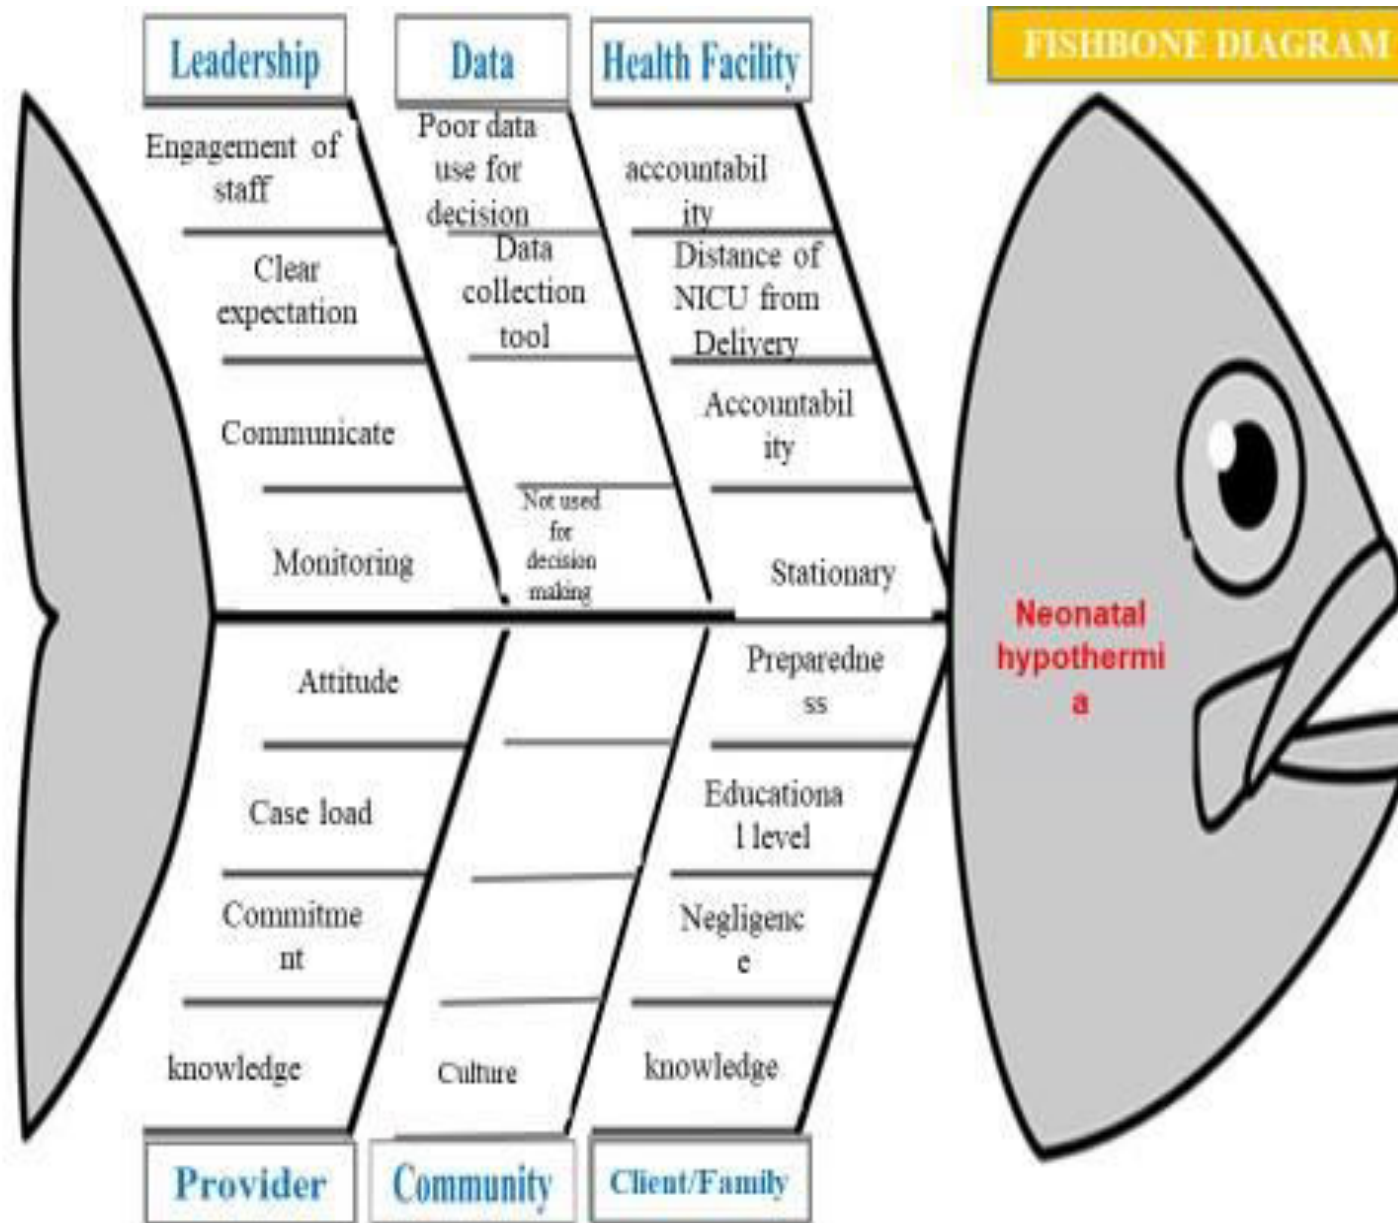 Leadership
Data
Health Facility
FISHBONE DIAGRAM
Engagement of
staff
Clear
expectation
Communicate
Monitoring
Poor data
use for
decision
Data
collection
tool
Not used
for
decision
making
accountabil
ity
Distance of
NICU from
Delivery
Accountabil
ity
Stationary
Neonatal
hypothermi
a
Attitude
Case load
Commitme
nt
knowledge
Culture
Preparedne
ss
Educationa
l level
Negligenc
e
knowledge
Provider
Community
Client/Family